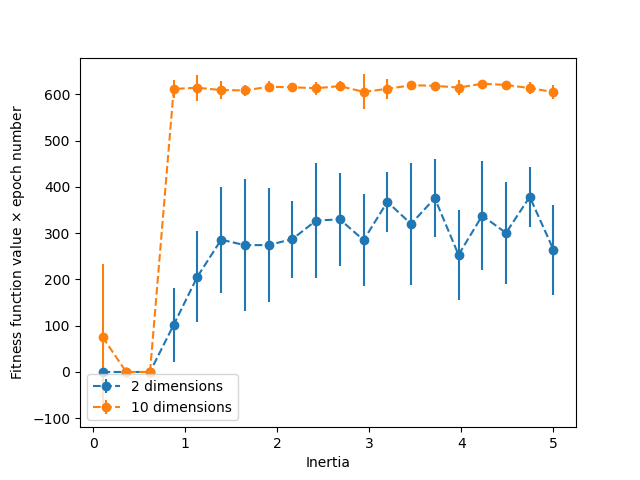 Fitness function value × epoch number
600
500
400
300
200
100
0
−100
2 dimensions
10 dimensions
0 1 2 3 4 5
Inertia